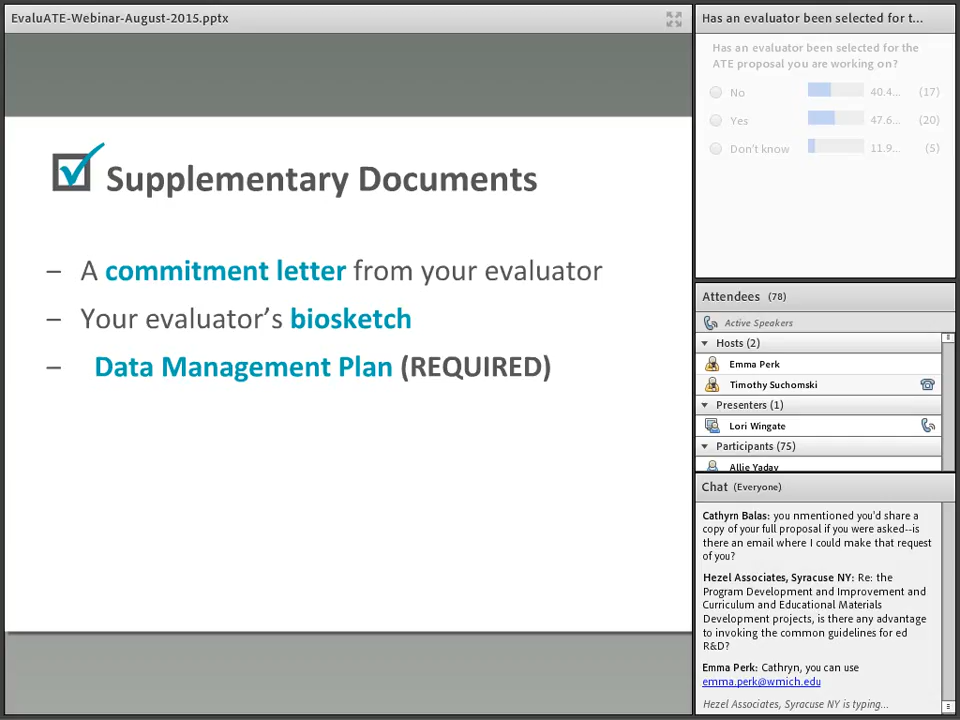 EvaluATE-Webinar-August-2015.pptx
Supplementary Documents
– A commitment letter from your evaluator
– Your evaluator's biosketch
– Data Management Plan (REQUIRED)
Has an evaluator been selected for t...
Has an evaluator been selected for the
ATE proposal you are working on?
No 40.4... (17)
Yes 47.6... (20)
Don't know 11.9... (5)
Attendees (78)
Active Speakers
Hosts (2)
Emma Perk
Timothy Suchomski
Presenters (1)
Lori Wingate
Participants (75)
Allie Yaday
Chat (Everyone)
Cathyrn Balas: you nmentioned you'd share a
copy of your full proposal if you were asked--is
there an email where I could make that request
of you?
Hezel Associates, Syracuse NY: Re: the
Program Development and Improvement and
Curriculum and Educational Materials
Development projects, is there any advantage
to invoking the common guidelines for ed
R&D?
Emma Perk: Cathryn, you can use
emma.perk@wmich.edu
Hezel Associates, Syracuse NY is typing...